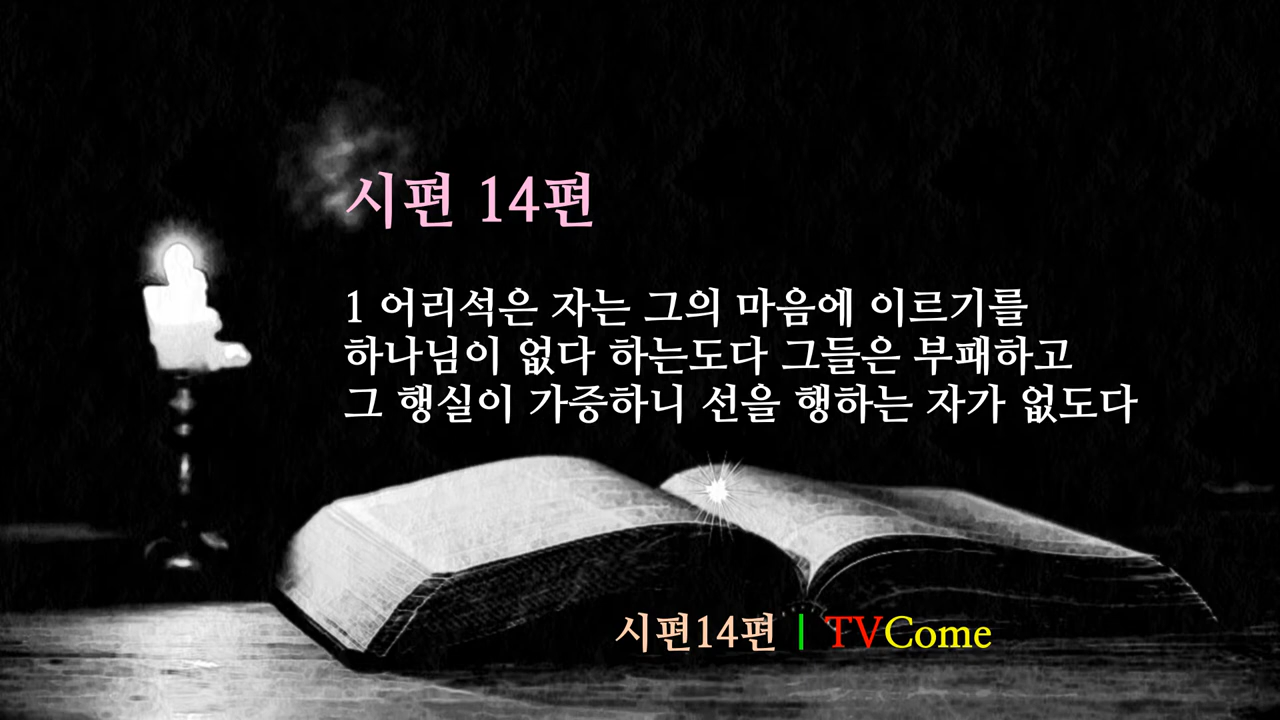 시편 14편
1 어리석은 자는 그의 마음에 이르기를
하나님이 없다 하는도다 그들은 부패하고
그 행실이 가증하니 선을 행하는 자가 없도다
시편14편 | TVCome